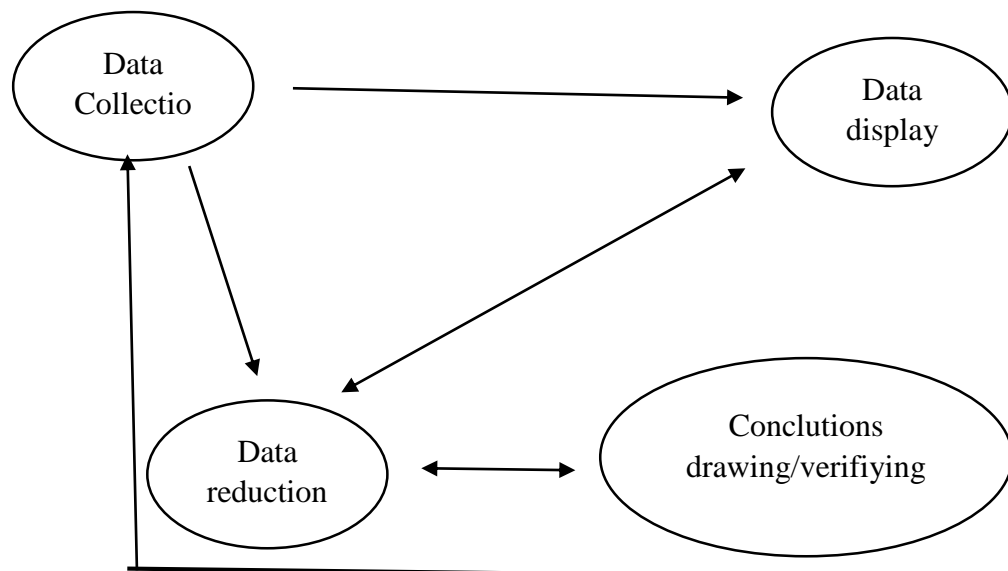 Data
Collectio
Data
display
Data
reduction
Conclutions
drawing/verifiying